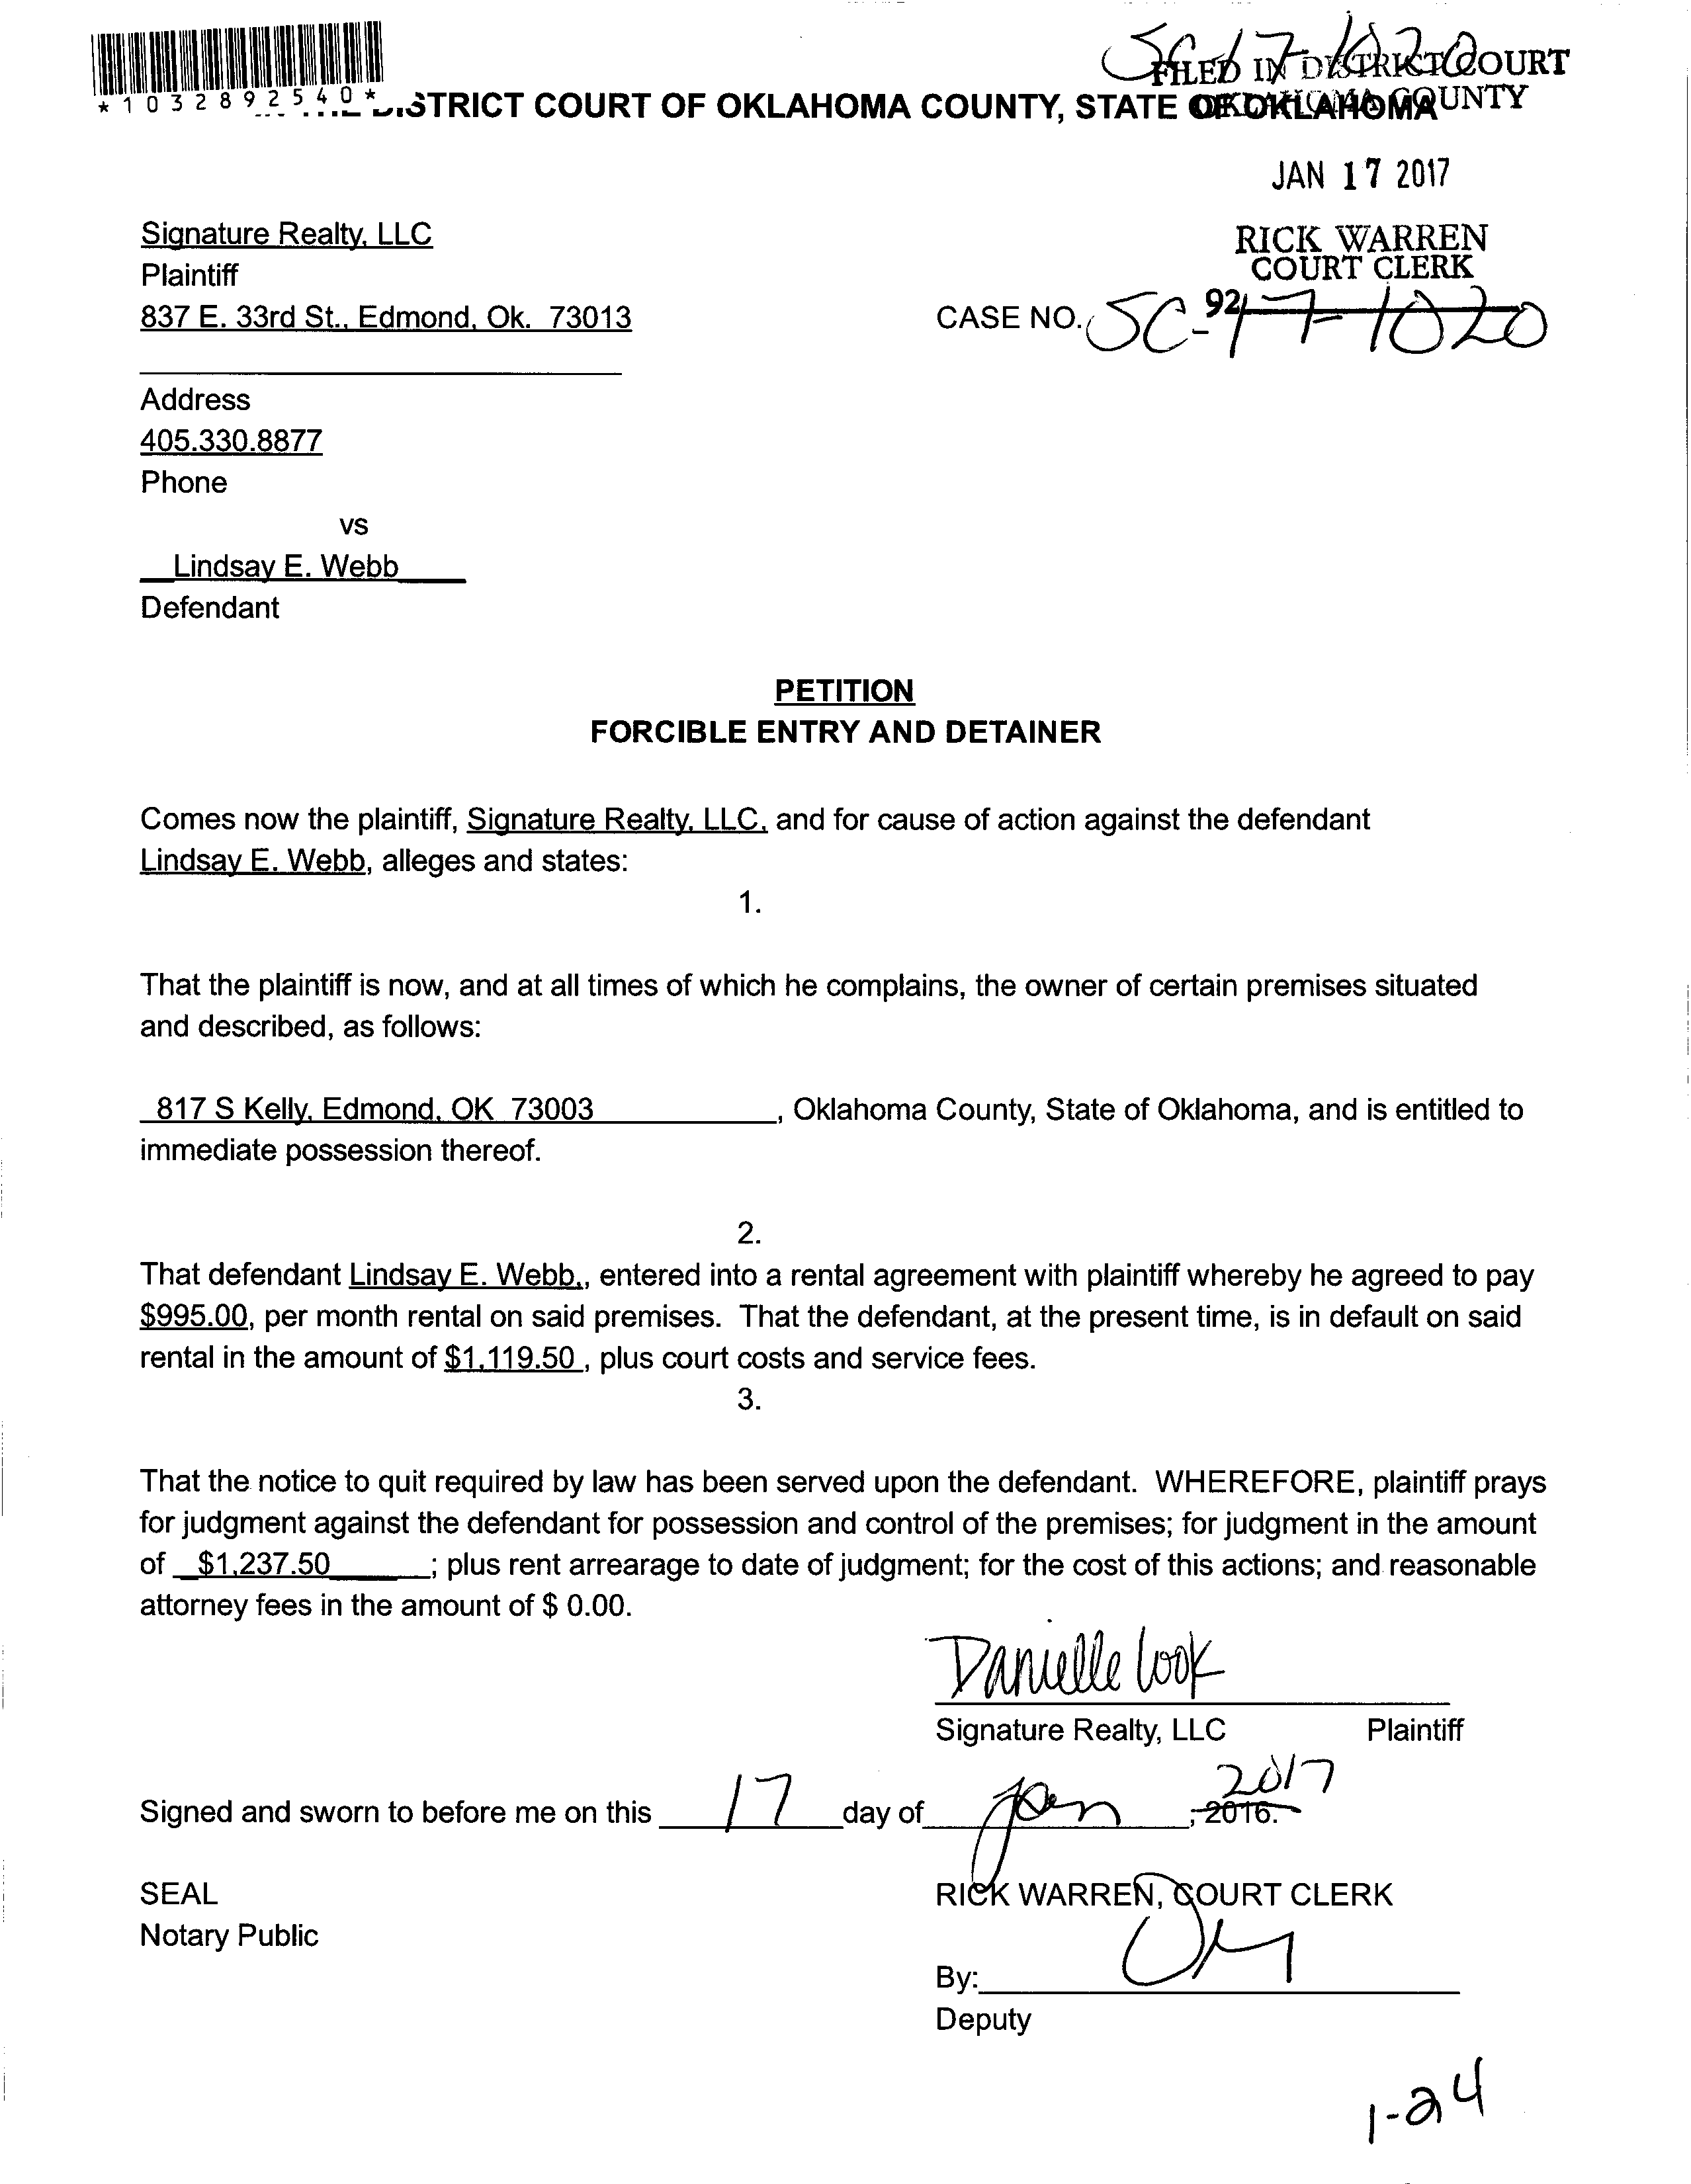 SC-17-1020
FILED IN DISTRICT COURT
OKLAHOMA COUNTY
*1032892540*
DISTRICT COURT OF OKLAHOMA COUNTY, STATE OF OKLAHOMA
JAN 17 2017
Signature Realty, LLC
RICK WARREN
Plaintiff
COURT CLERK
837 E. 33rd St., Edmond, Ok.  73013
CASE NO. SC-17-1020
Address
405.330.8877
Phone
vs
Lindsay E. Webb
Defendant
PETITION
FORCIBLE ENTRY AND DETAINER
Comes now the plaintiff, Signature Realty, LLC, and for cause of action against the defendant
Lindsay E. Webb, alleges and states:
1.
That the plaintiff is now, and at all times of which he complains, the owner of certain premises situated
and described, as follows:
817 S Kelly, Edmond, OK  73003, Oklahoma County, State of Oklahoma, and is entitled to
immediate possession thereof.
2.
That defendant Lindsay E. Webb,, entered into a rental agreement with plaintiff whereby he agreed to pay
$995.00, per month rental on said premises.  That the defendant, at the present time, is in default on said
rental in the amount of $1,119.50 , plus court costs and service fees.
3.
That the notice to quit required by law has been served upon the defendant.  WHEREFORE, plaintiff prays
for judgment against the defendant for possession and control of the premises; for judgment in the amount
of $1,237.50 ; plus rent arrearage to date of judgment; for the cost of this actions; and reasonable
attorney fees in the amount of $ 0.00.
Danielle Cook
Signature Realty, LLC Plaintiff
2017
Signed and sworn to before me on this 17 day of Jan, 2016.
SEAL
RICK WARREN, COURT CLERK
Notary Public
By:
Deputy
1-24